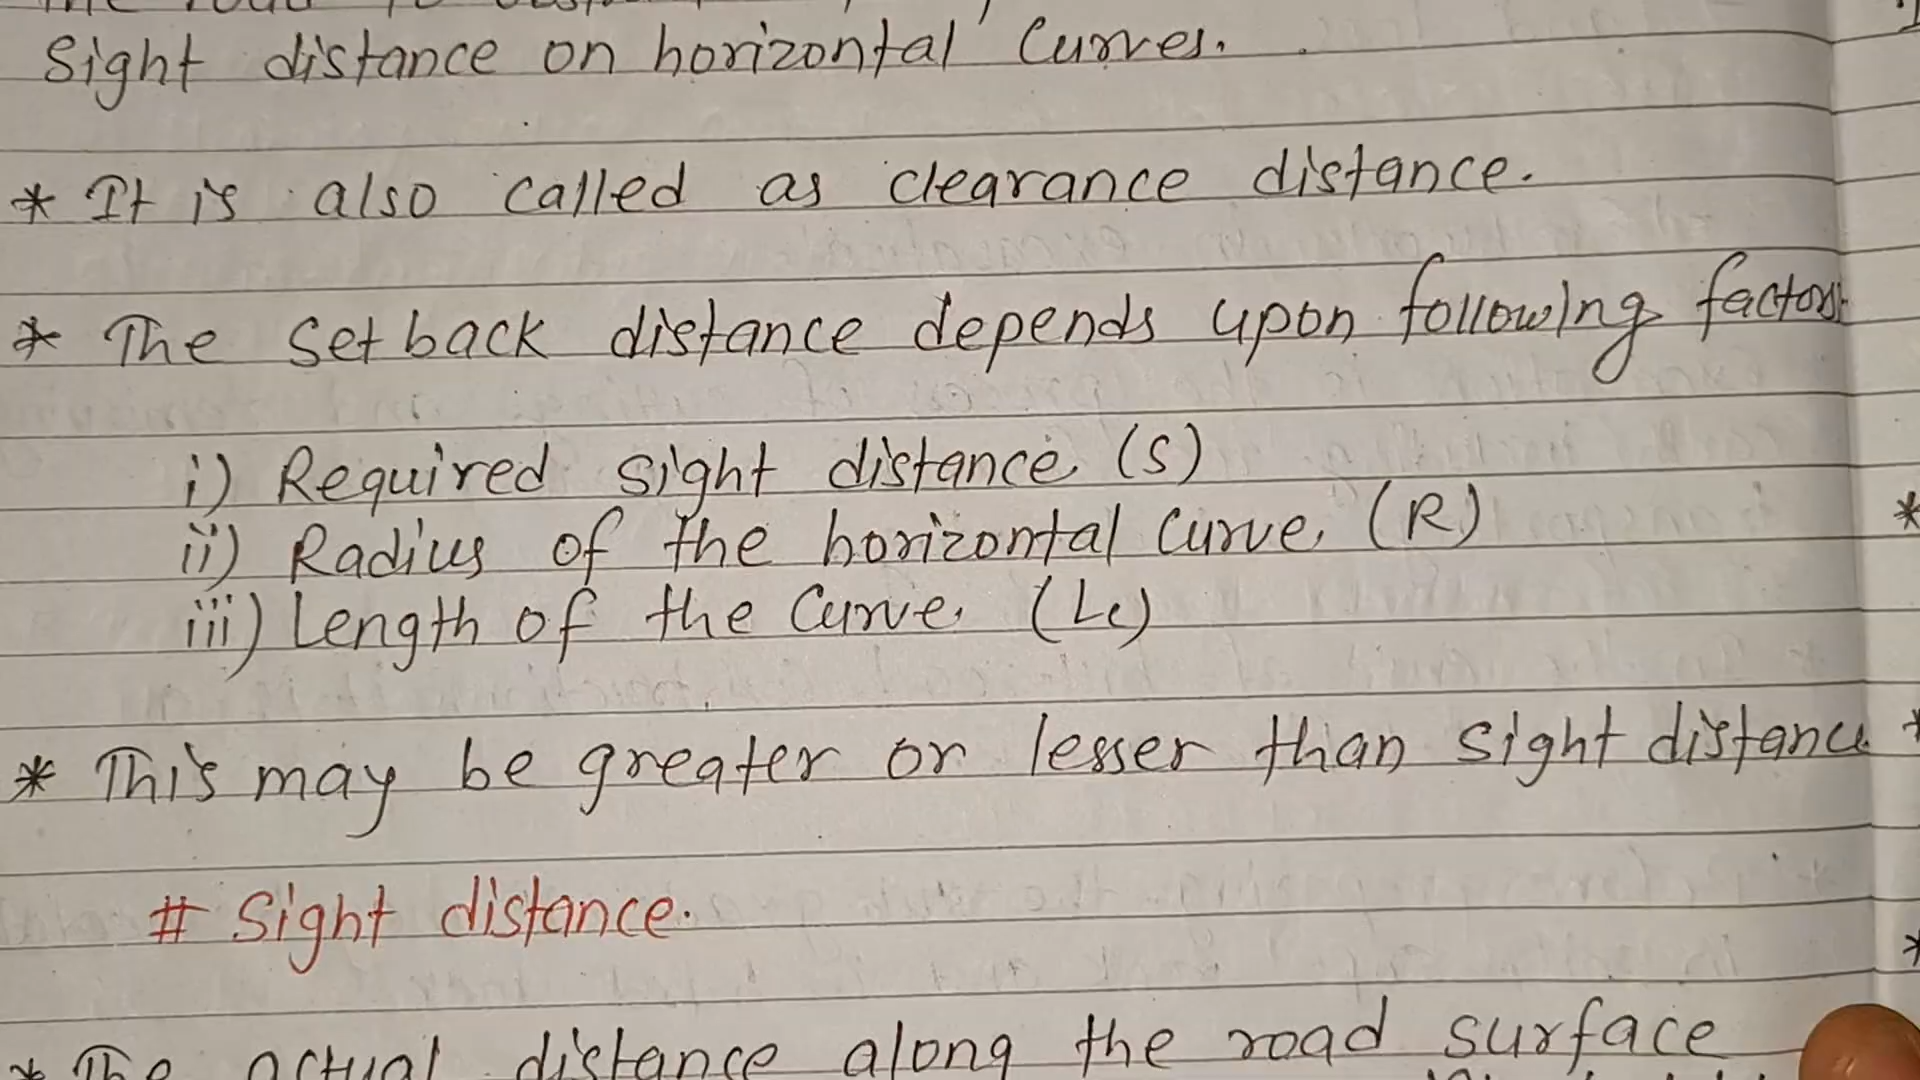 Sight distance on horizontal Curves.
* It is also called as clearance distance.
* The Set back distance depends upon following factors
i) Required sight distance. (S)
ii) Radius of the horizontal Curve. (R)
iii) Length of the Curve. (Lc)
* This may be greater or lesser than Sight distance
# Sight distance.
* The actual distance along the road surface